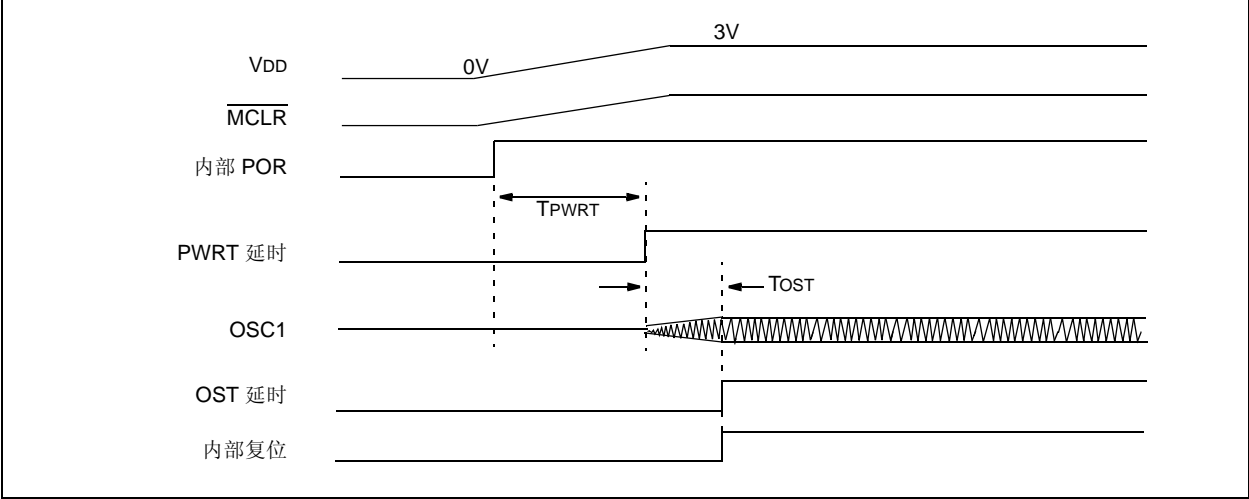 3V
VDD
0V
MCLR
内部 POR
TPWRT
PWRT 延时
TOST
OSC1
OST 延时
内部复位